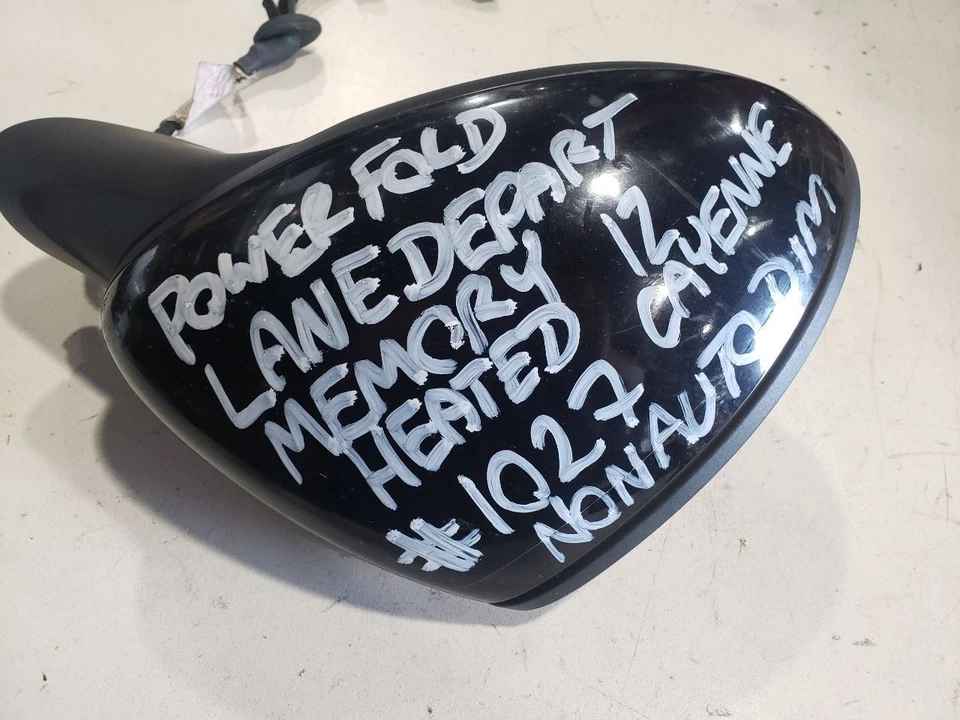 POWER FOLD
LANE DEPART
MEMORY
HEATED
#1027
12
CAYENNE
NON AUTO DIM